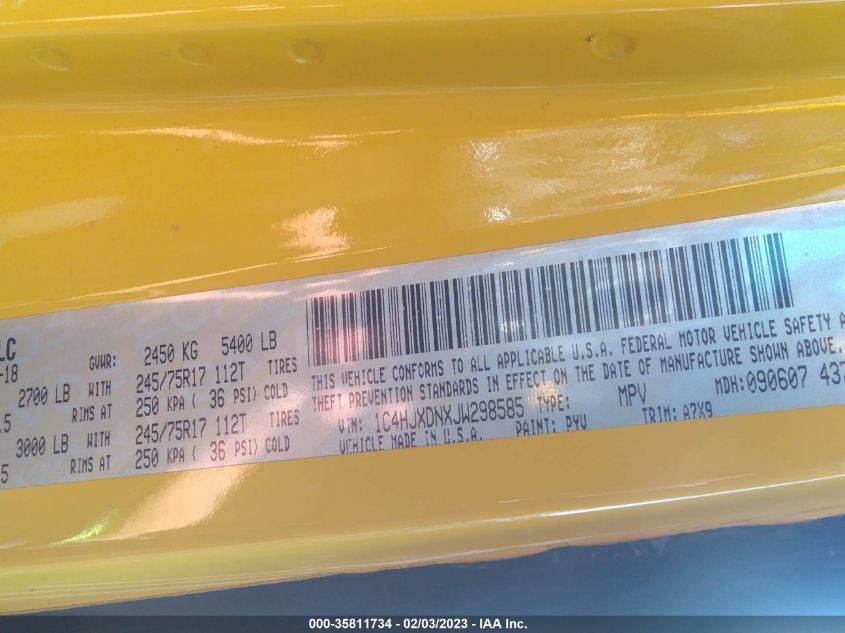 LC
-18
GVWR: 2450 KG 5400 LB
2700 LB WITH 245/75R17 112T TIRES
.5 RIMS AT 250 KPA ( 36 PSI) COLD
3000 LB WITH 245/75R17 112T TIRES
5 RIMS AT 250 KPA ( 36 PSI) COLD
THIS VEHICLE CONFORMS TO ALL APPLICABLE U.S.A. FEDERAL MOTOR VEHICLE SAFETY A
THEFT PREVENTION STANDARDS IN EFFECT ON THE DATE OF MANUFACTURE SHOWN ABOVE.
VIN: 1C4HJXDNXJW298585 TYPE: MPV MDH:090607 437
VEHICLE MADE IN U.S.A. PAINT: PYV TRIM: A7X9
000-35811734 - 02/03/2023 - IAA Inc.